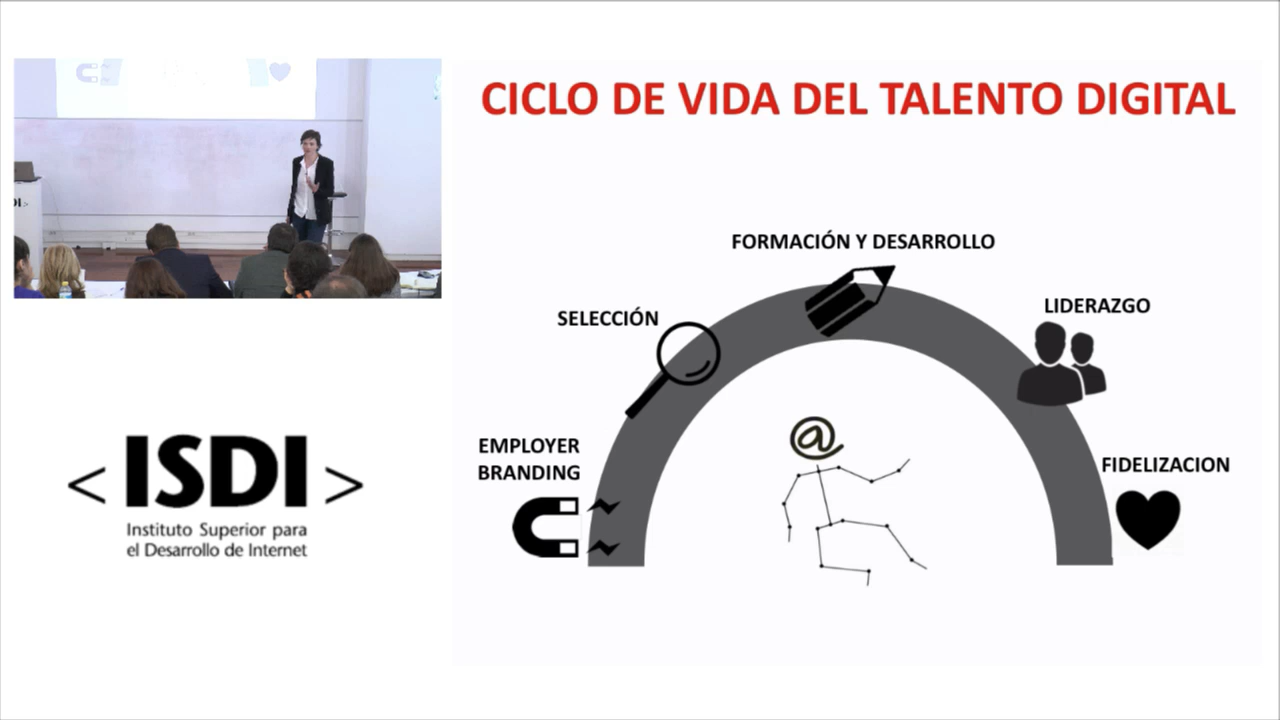 CICLO DE VIDA DEL TALENTO DIGITAL
FORMACIÓN Y DESARROLLO
SELECCIÓN
LIDERAZGO
EMPLOYER
BRANDING
FIDELIZACION
@
< ISDI >
Instituto Superior para
el Desarrollo de Internet